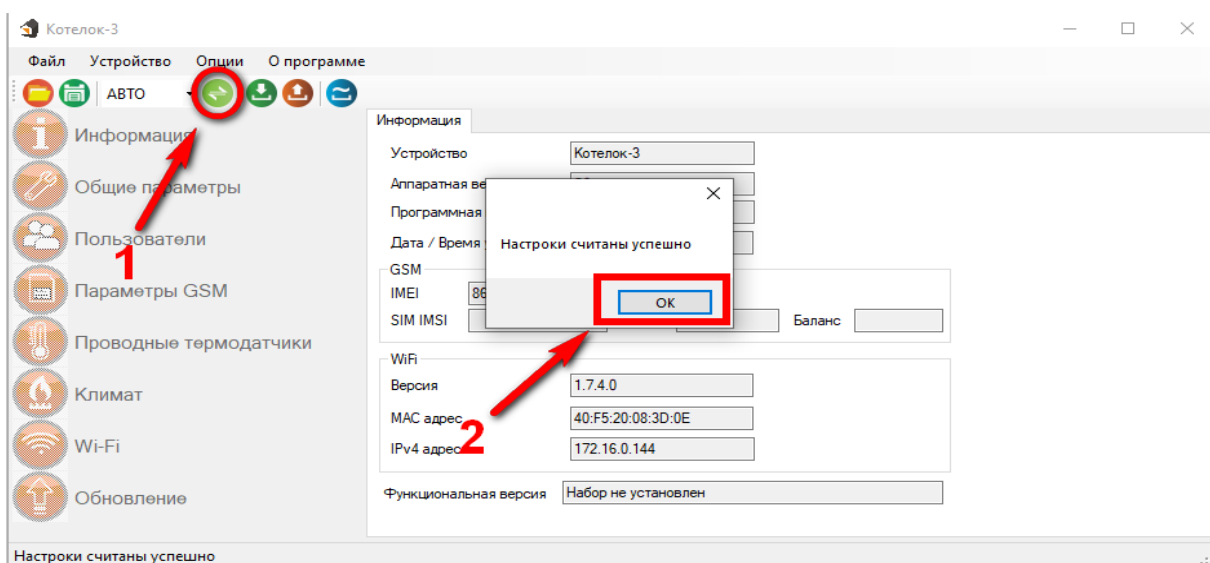 Котелок-3
Файл Устройство Опции О программе
АВТО
Информация
Общие параметры
Пользователи
Параметры GSM
Проводные термодатчики
Климат
Wi-Fi
Обновление
1
Информация
Устройство Котелок-3
Аппаратная
Программная
Дата / Время
Настроки считаны успешно
OK
2
GSM
IMEI 86
SIM IMSI Баланс
WiFi
Версия 1.7.4.0
MAC адрес 40:F5:20:08:3D:0E
IPv4 адрес 172.16.0.144
Функциональная версия Набор не установлен
Настроки считаны успешно